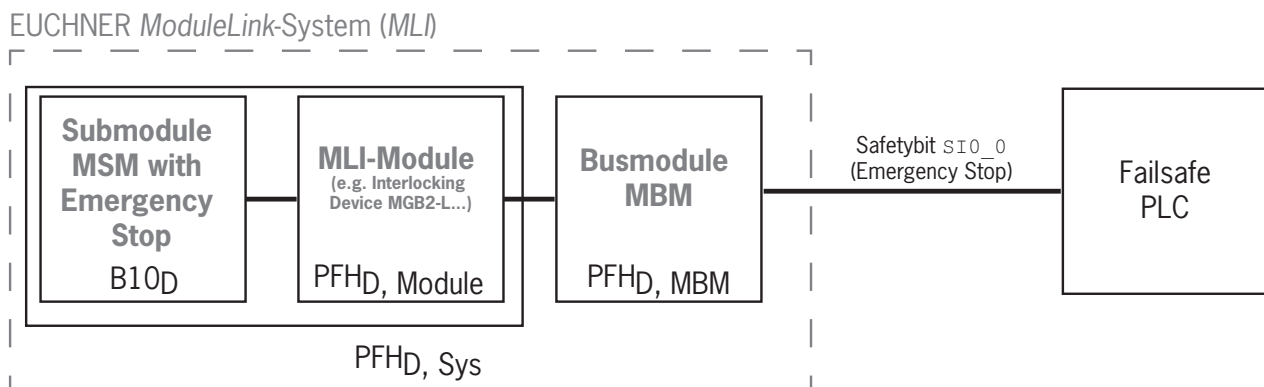 EUCHNER ModuleLink-System (MLI)
Submodule
MSM with
Emergency
Stop
B10D
MLI-Module
(e.g. Interlocking
Device MGB2-L...)
PFHD, Module
Busmodule
MBM
PFHD, MBM
PFHD, Sys
Safetybit SI0_0
(Emergency Stop)
Failsafe
PLC